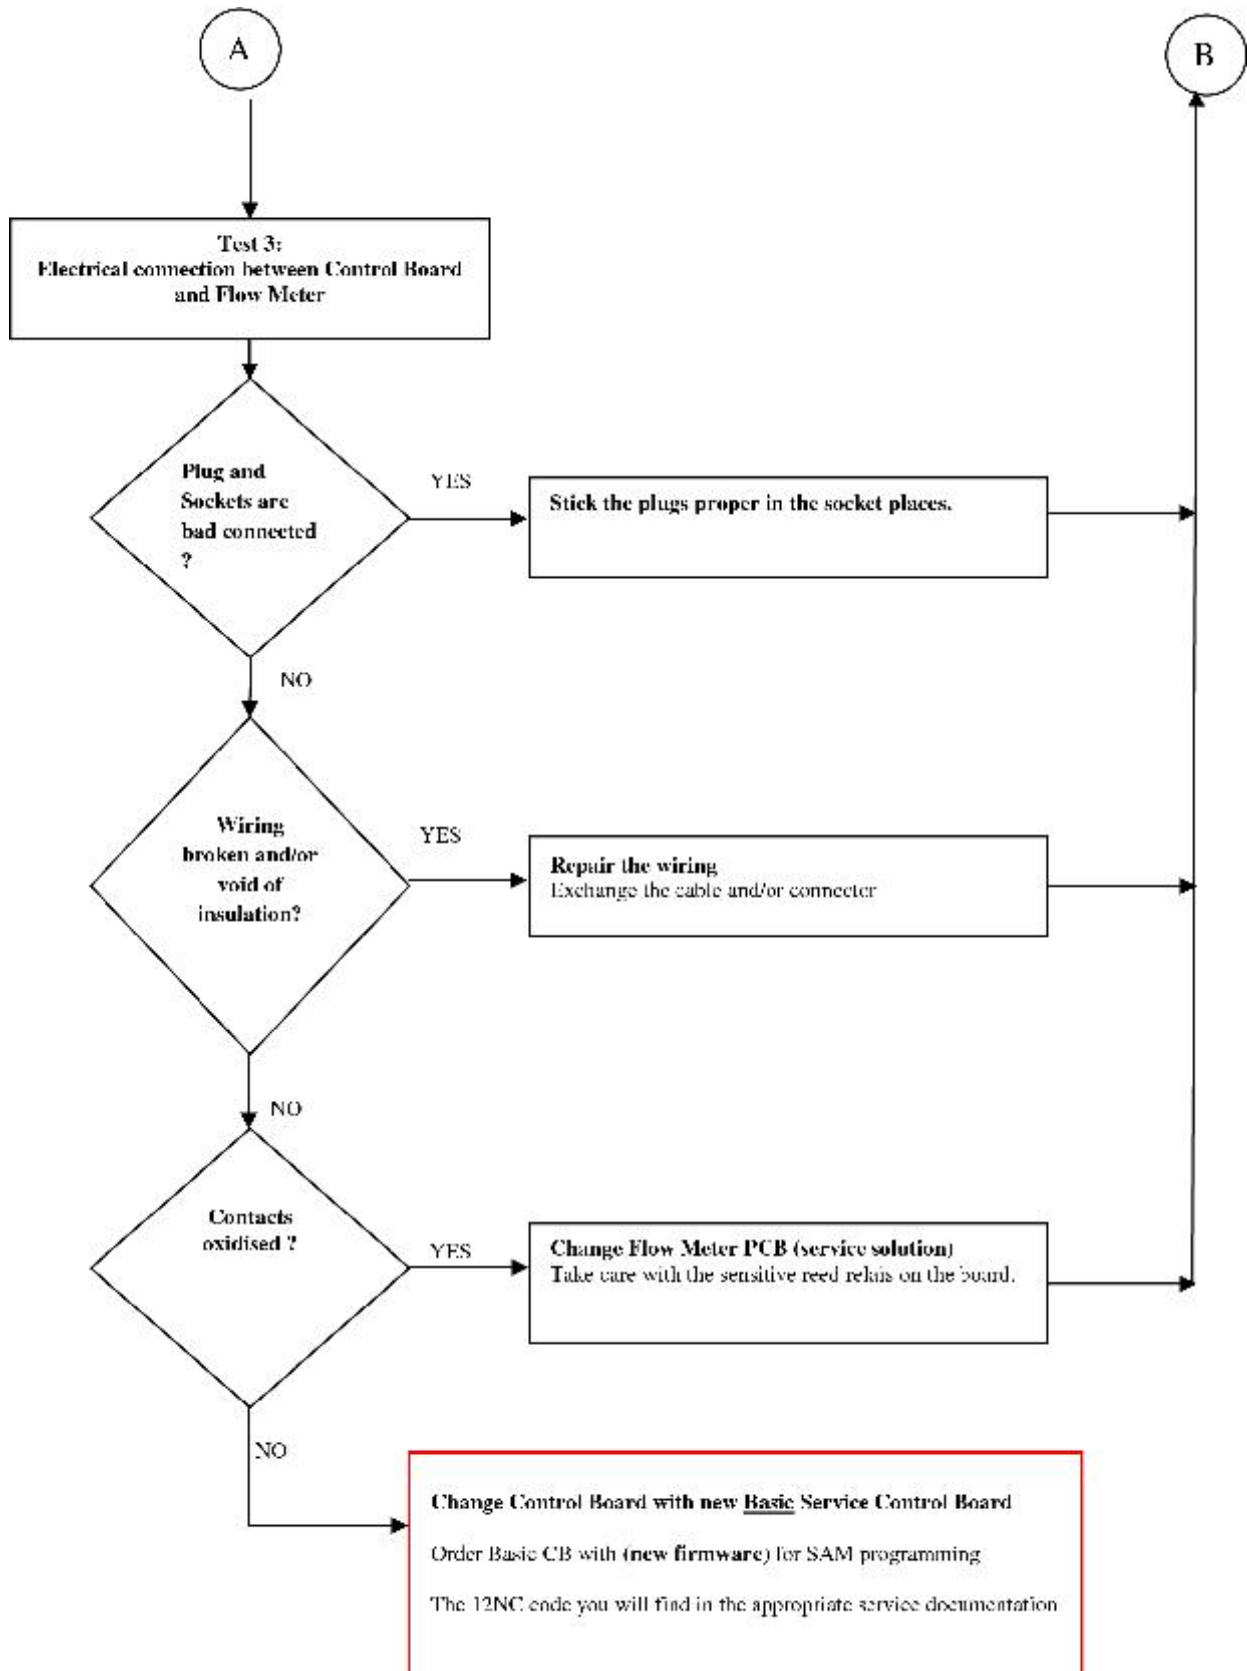 A
B
Test 3:
Electrical connection between Control Board
and Flow Meter
Plug and
Sockets are
bad connected
?
YES
Stick the plugs proper in the socket places.
NO
Wiring
broken and/or
void of
insulation?
YES
Repair the wiring
Exchange the cable and/or connector
NO
Contacts
oxidised ?
YES
Change Flow Meter PCB (service solution)
Take care with the sensitive reed relais on the board.
NO
Change Control Board with new Basic Service Control Board
Order Basic CB with (new firmware) for SAM programming
The 12NC code you will find in the appropriate service documentation